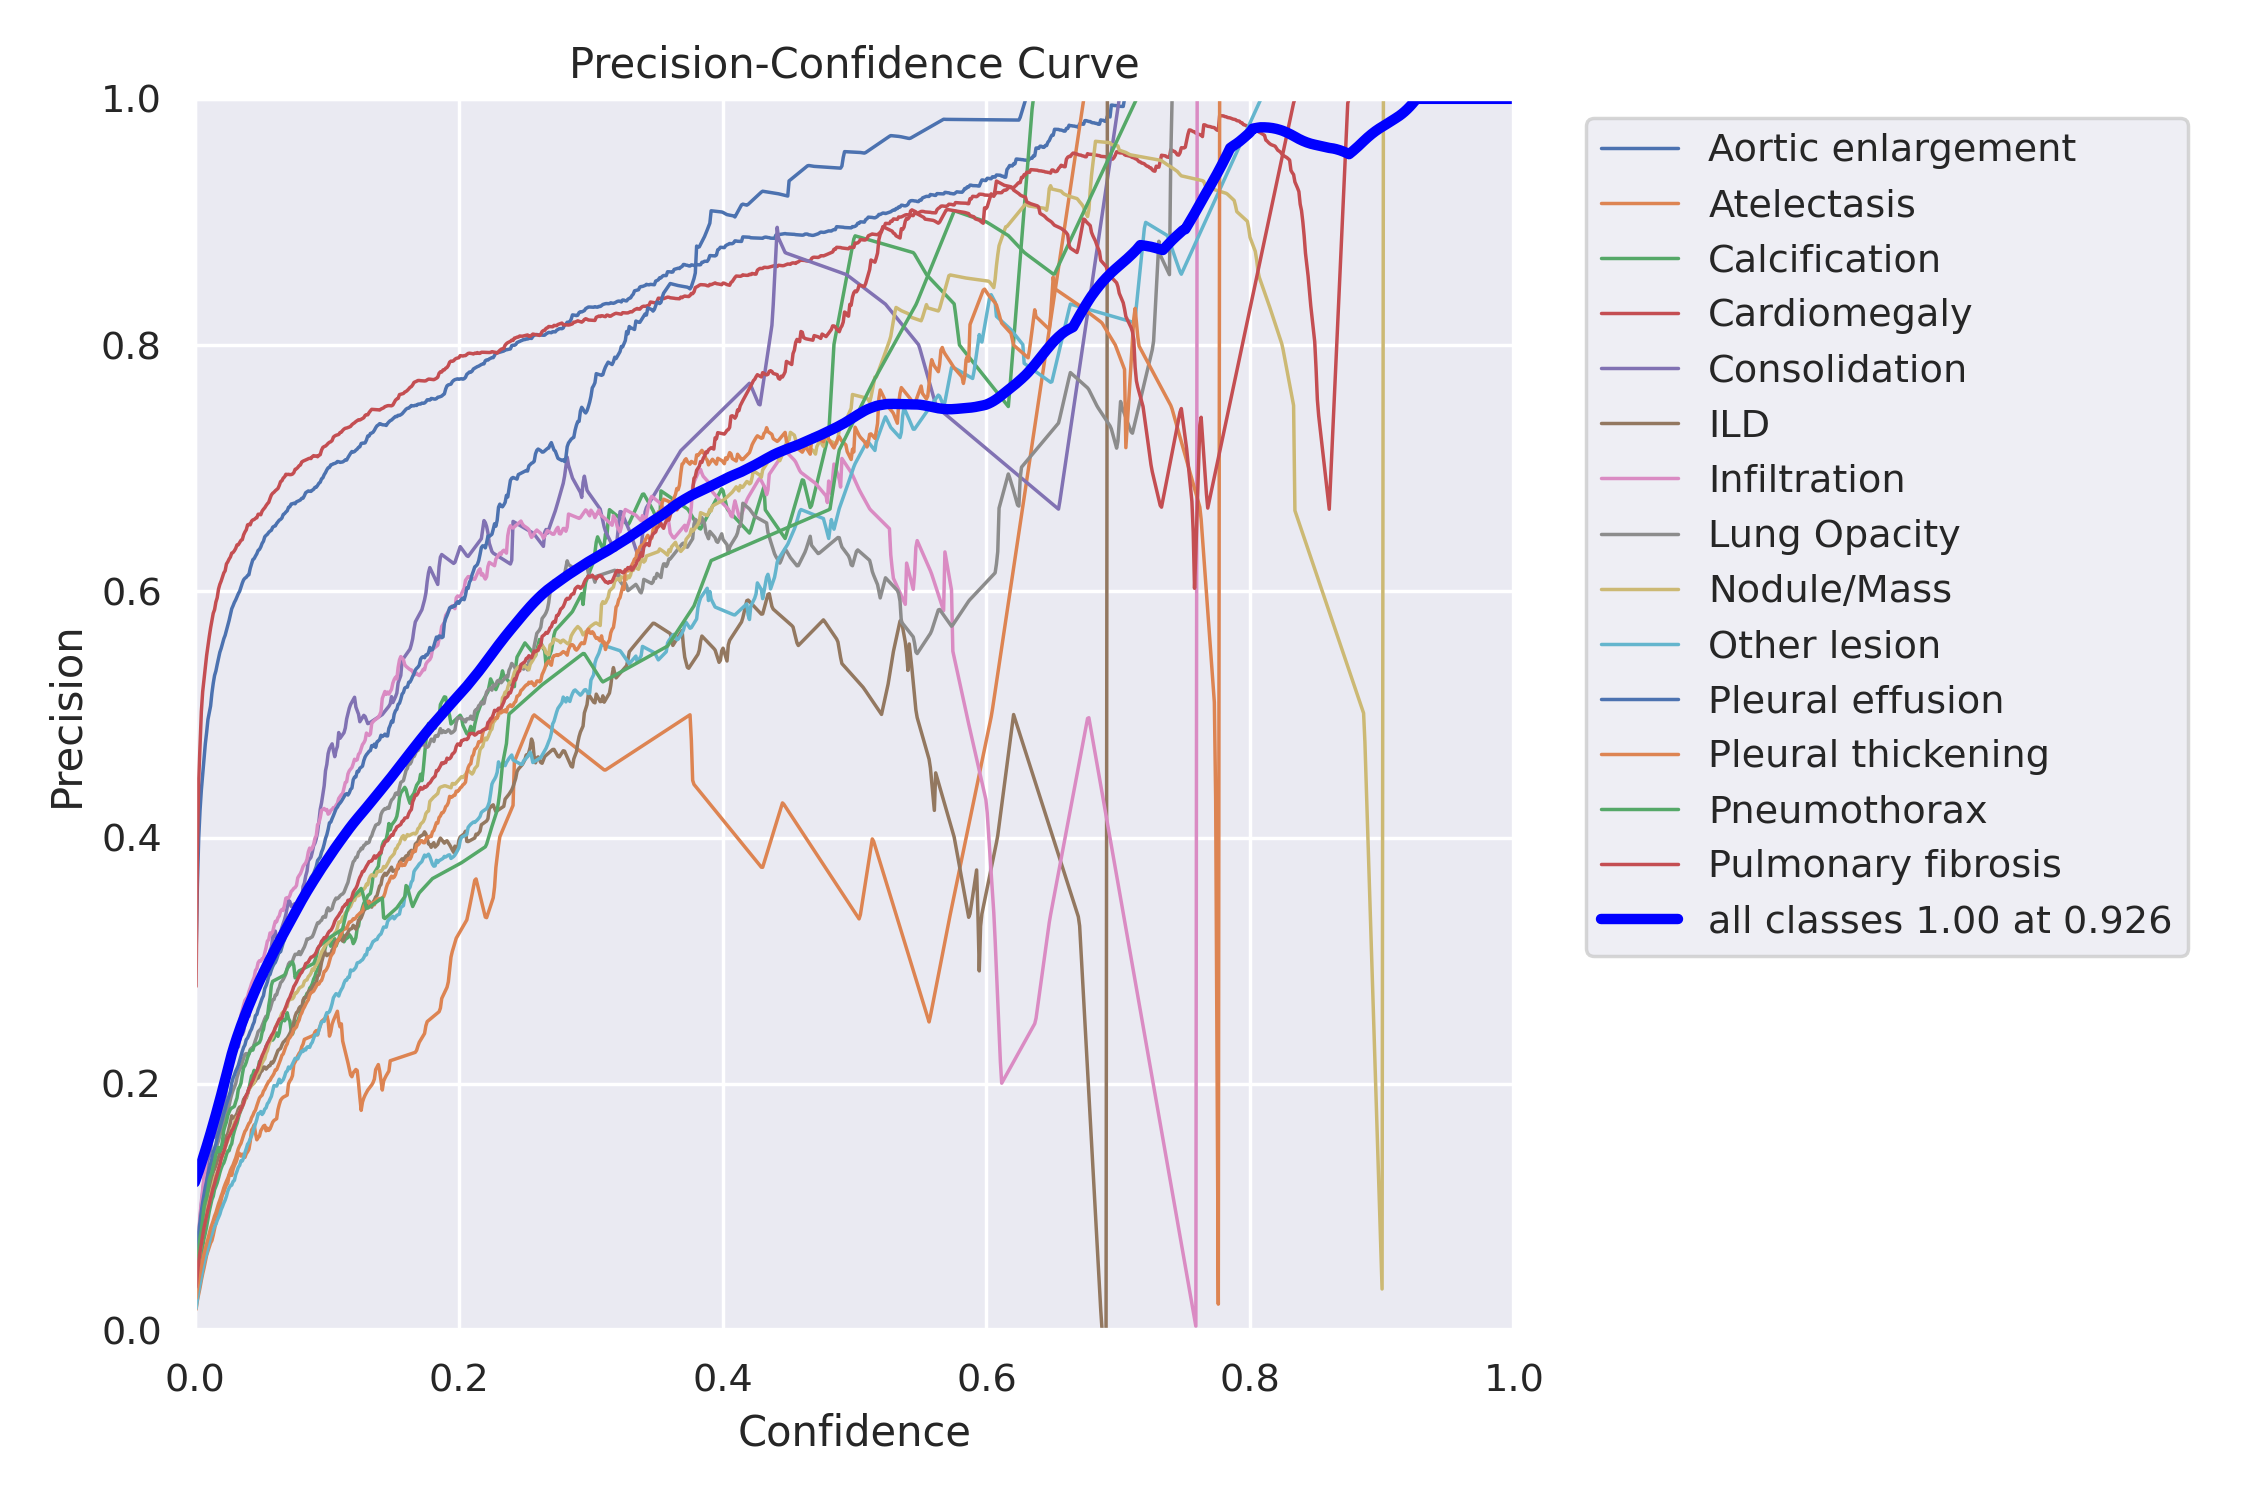 Precision-Confidence Curve
1.0
0.8
0.6
0.4
0.2
0.0
Precision
0.0 0.2 0.4 0.6 0.8 1.0
Confidence
Aortic enlargement
Atelectasis
Calcification
Cardiomegaly
Consolidation
ILD
Infiltration
Lung Opacity
Nodule/Mass
Other lesion
Pleural effusion
Pleural thickening
Pneumothorax
Pulmonary fibrosis
all classes 1.00 at 0.926